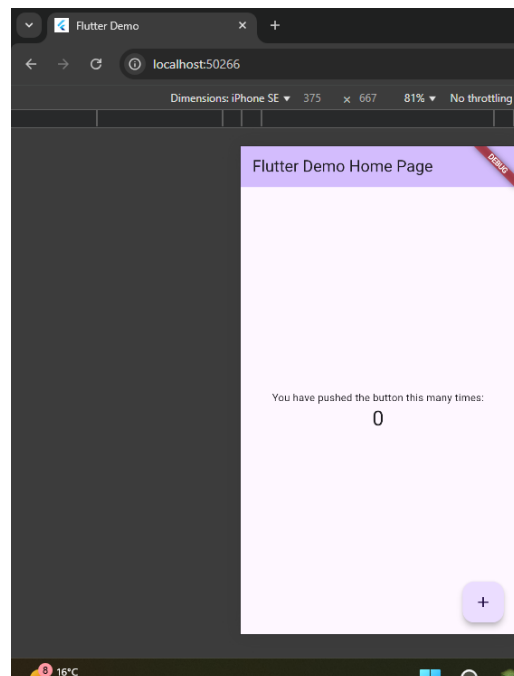 Flutter Demo
localhost:50266
Dimensions: iPhone SE 375 x 667 81% No throttling
Flutter Demo Home Page
DEBUG
You have pushed the button this many times:
0
+
8
16°C